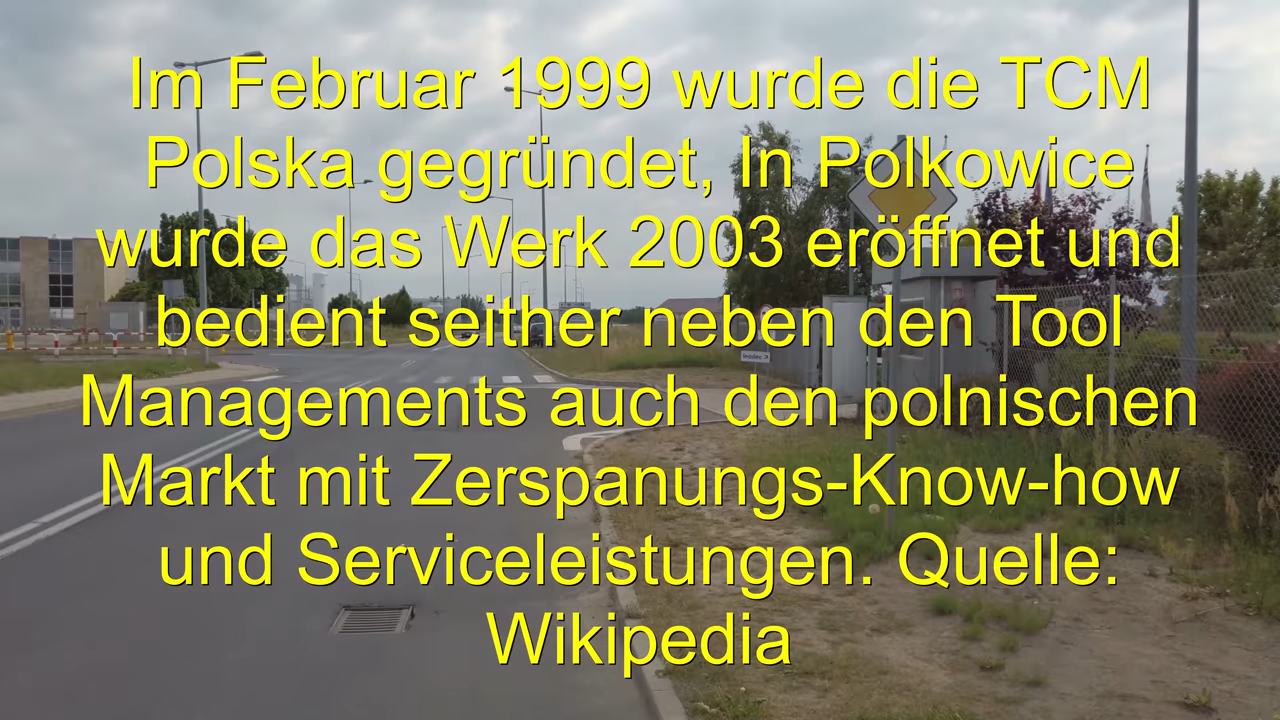 Im Februar 1999 wurde die TCM
Polska gegründet, In Polkowice
wurde das Werk 2003 eröffnet und
bedient seither neben den Tool
Managements auch den polnischen
Markt mit Zerspanungs-Know-how
und Serviceleistungen. Quelle:
Wikipedia